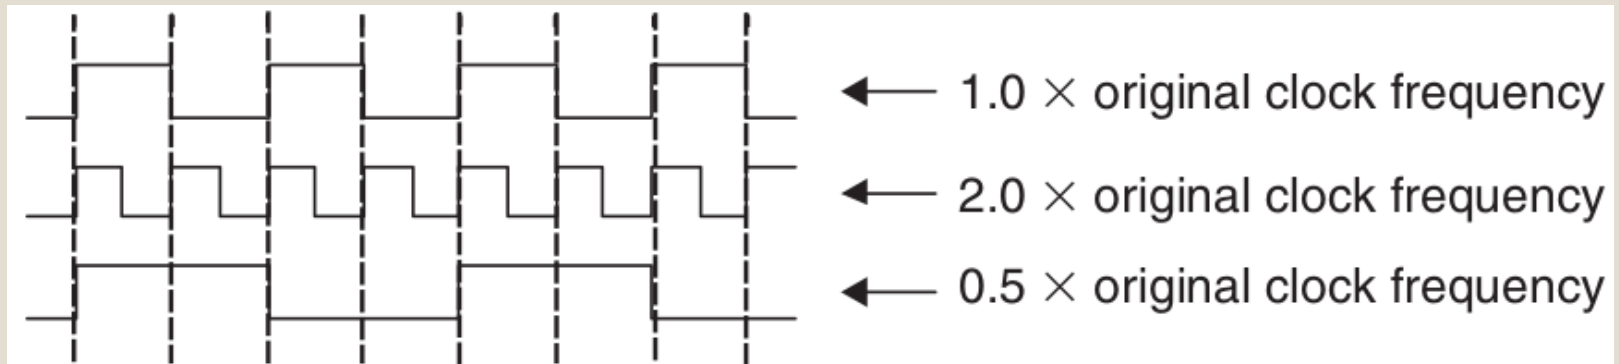 1.0 × original clock frequency
2.0 × original clock frequency
0.5 × original clock frequency